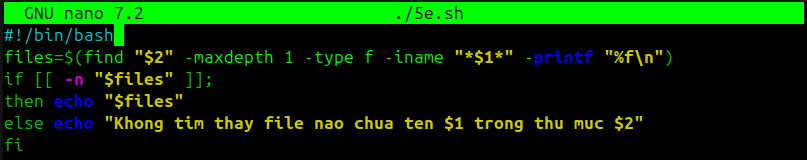 GNU nano 7.2 ./5e.sh
#!/bin/bash
files=$(find "$2" -maxdepth 1 -type f -iname "*$1*" -printf "%f\n")
if [[ -n "$files" ]];
then echo "$files"
else echo "Khong tim thay file nao chua ten $1 trong thu muc $2"
fi